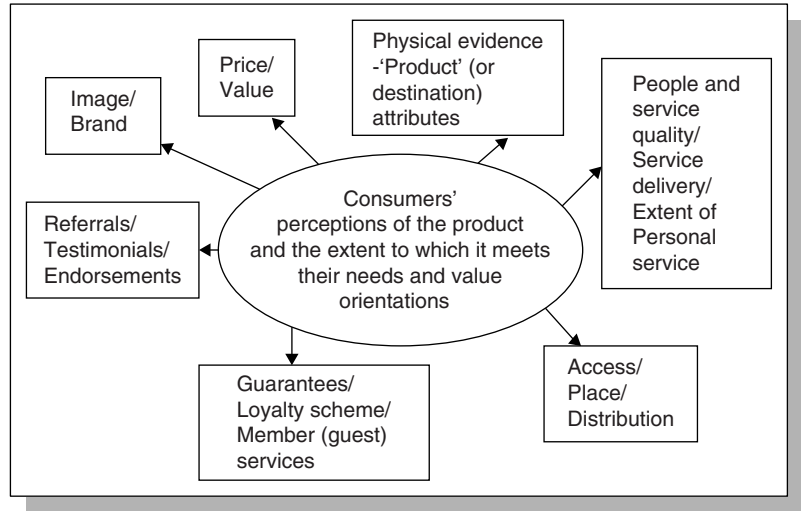 Physical evidence
-‘Product’ (or
destination)
attributes
Price/
Value
Image/
Brand
People and
service
quality/
Service
delivery/
Extent of
Personal
service
Consumers’
perceptions of the product
and the extent to which it meets
their needs and value
orientations
Referrals/
Testimonials/
Endorsements
Access/
Place/
Distribution
Guarantees/
Loyalty scheme/
Member (guest)
services